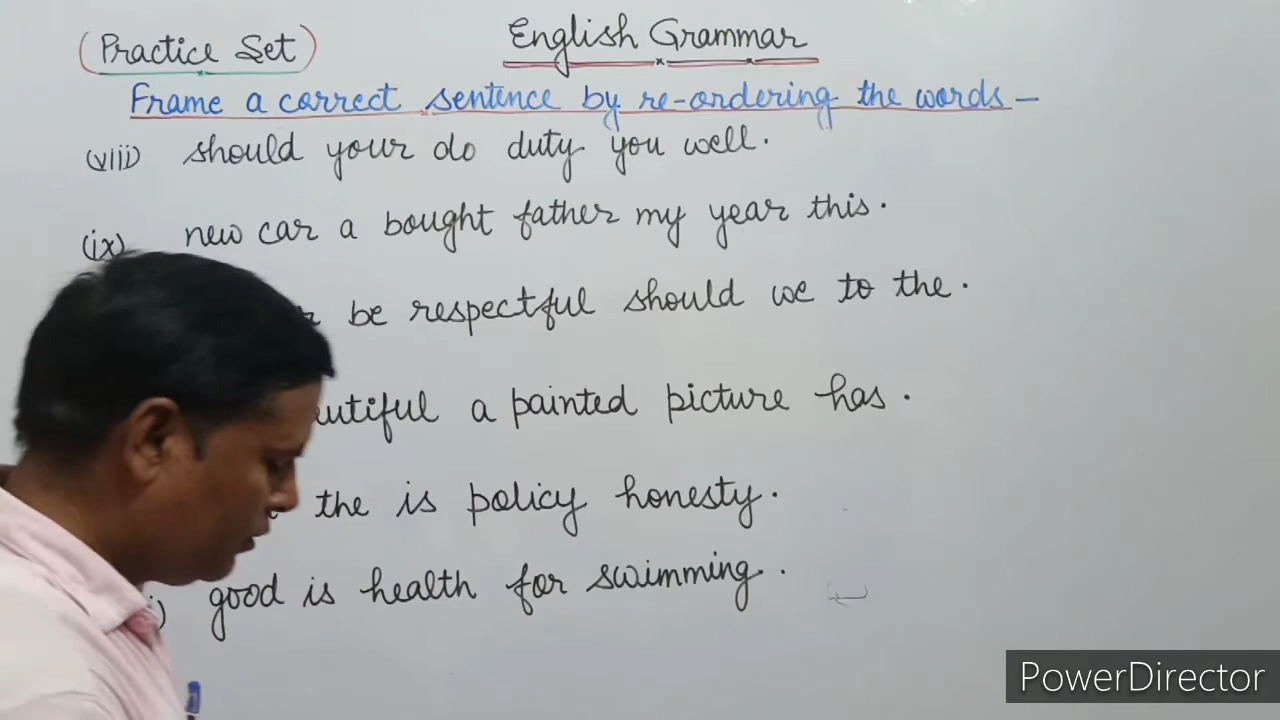 (Practice Set)
English Grammar
Frame a correct sentence by re-ordering the words –
(viii) should your do duty you well.
(ix) new car a bought father my year this.
be respectful should we to the.
a painted picture has.
the is policy honesty.
good is health for swimming.
PowerDirector